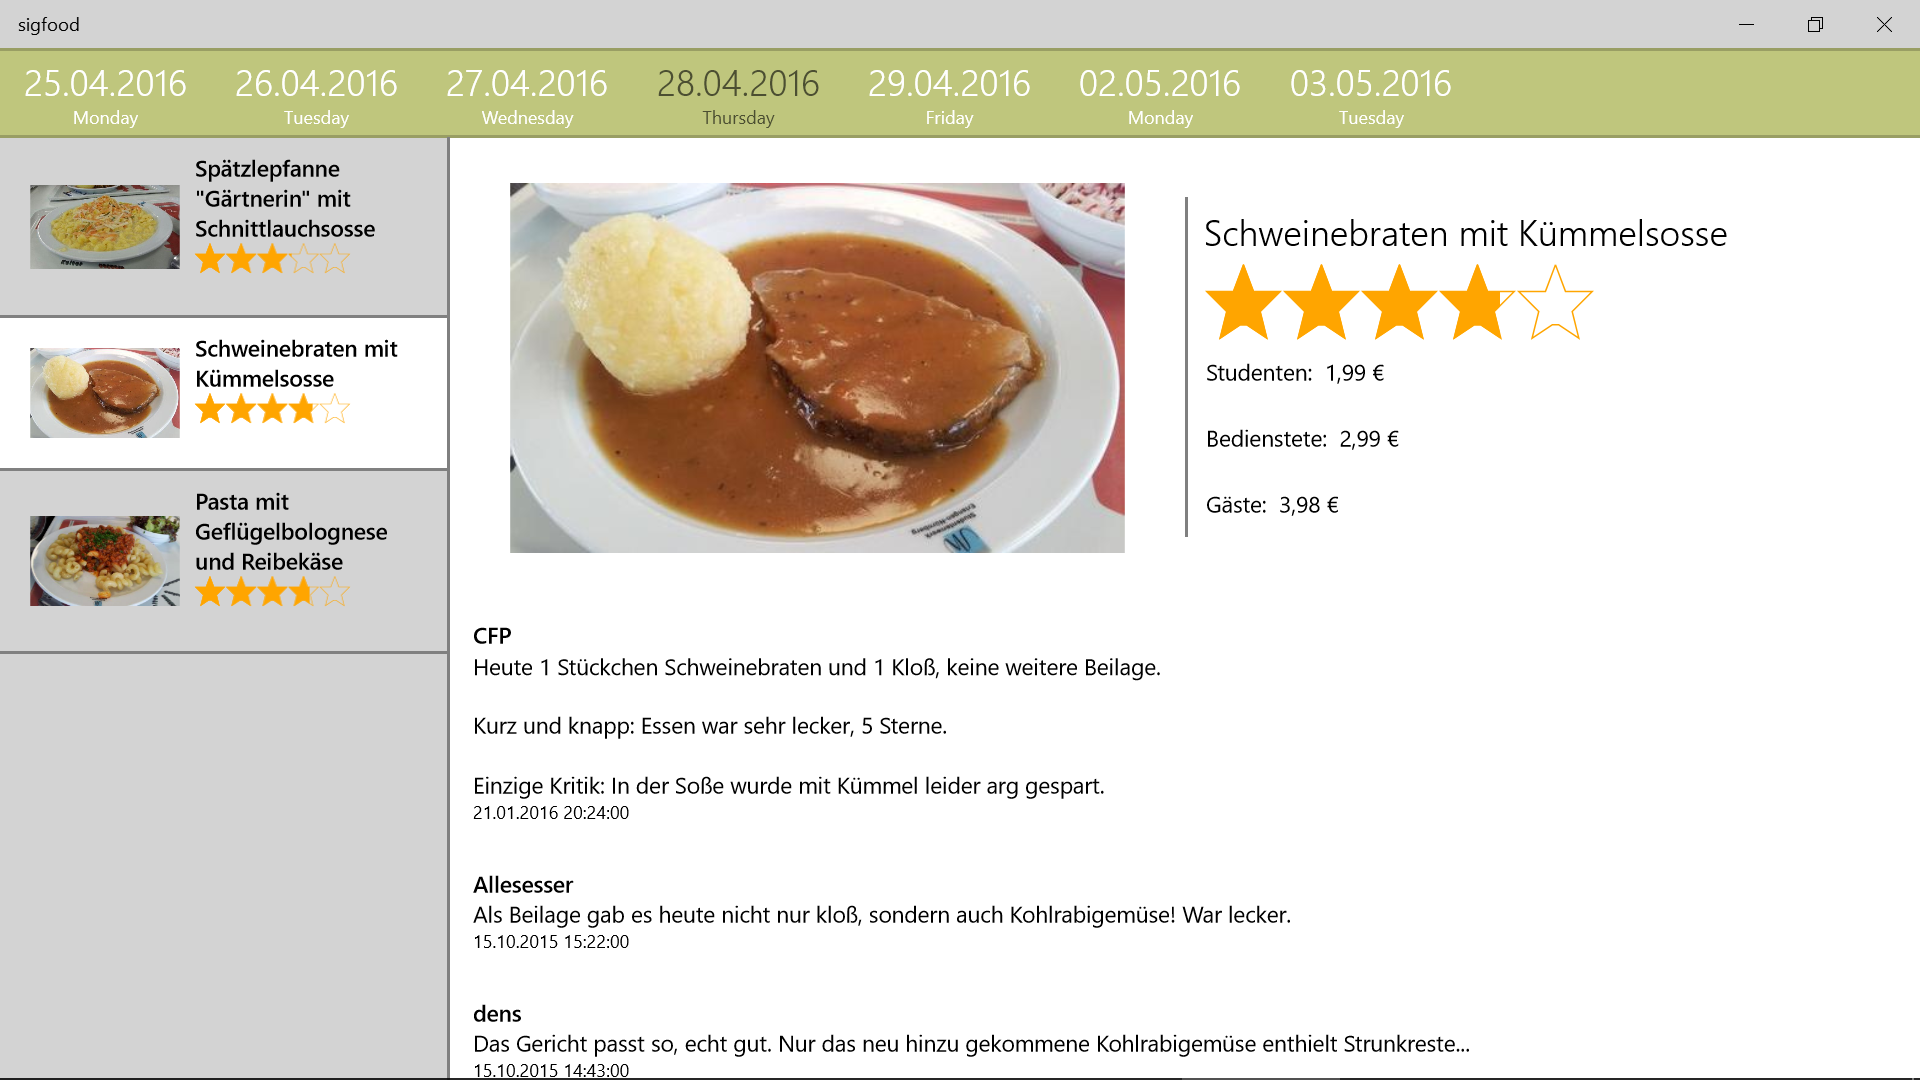 sigfood
25.04.2016 26.04.2016 27.04.2016 28.04.2016 29.04.2016 02.05.2016 03.05.2016
Monday Tuesday Wednesday Thursday Friday Monday Tuesday
Spätzlepfanne
"Gärtnerin" mit
Schnittlauchsosse
Schweinebraten mit
Kümmelsosse
Pasta mit
Geflügelbolognese
und Reibekäse
Studentenwerk
Erlangen-Nürnberg
Schweinebraten mit Kümmelsosse
Studenten: 1,99 €
Bedienstete: 2,99 €
Gäste: 3,98 €
CFP
Heute 1 Stückchen Schweinebraten und 1 Kloß, keine weitere Beilage.
Kurz und knapp: Essen war sehr lecker, 5 Sterne.
Einzige Kritik: In der Soße wurde mit Kümmel leider arg gespart.
21.01.2016 20:24:00
Allesesser
Als Beilage gab es heute nicht nur kloß, sondern auch Kohlrabigemüse! War lecker.
15.10.2015 15:22:00
dens
Das Gericht passt so, echt gut. Nur das neu hinzu gekommene Kohlrabigemüse enthielt Strunkreste...
15.10.2015 14:43:00